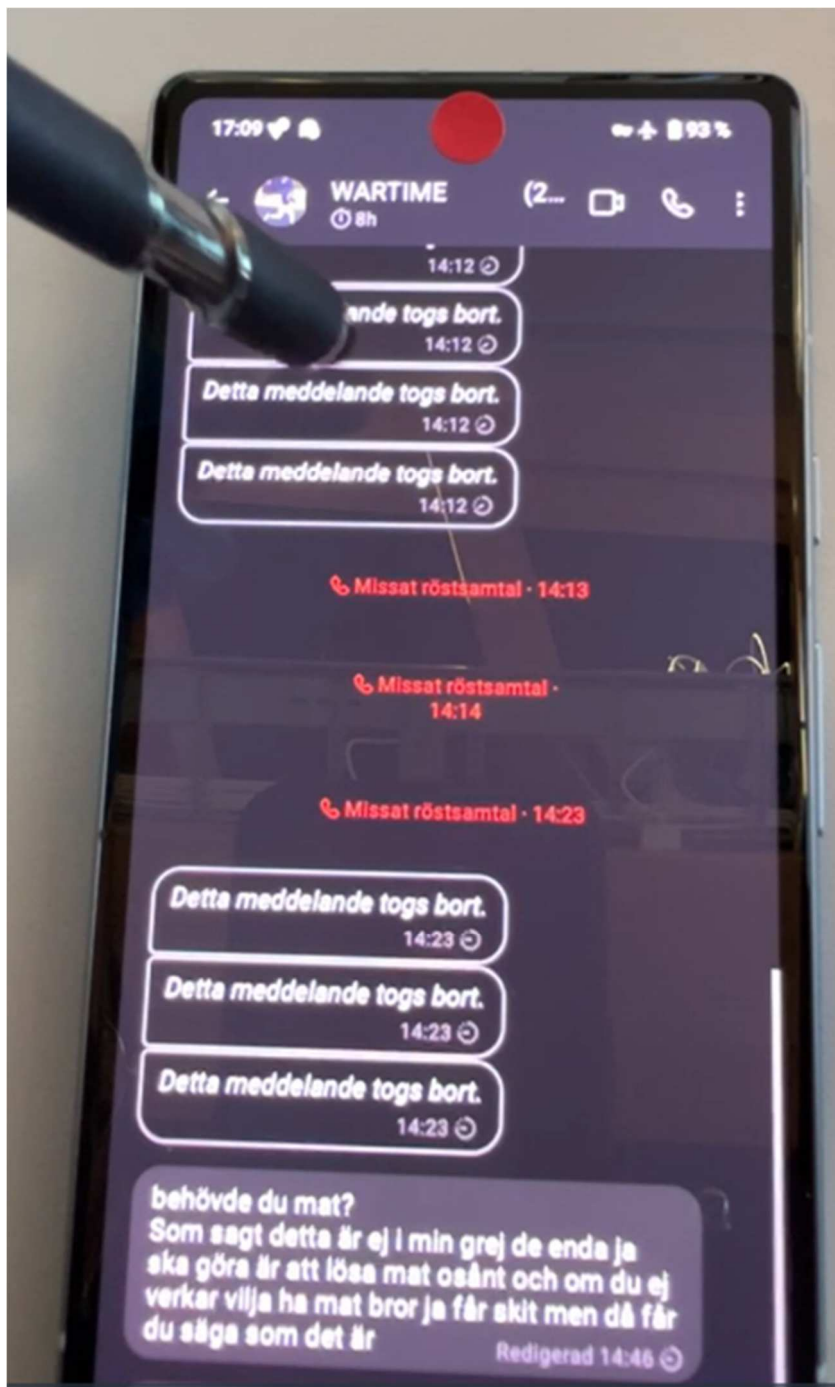 17:09 93 %
WARTIME (2...
8h
14:12
ande togs bort.
14:12
Detta meddelande togs bort.
14:12
Detta meddelande togs bort.
14:12
Missat röstsamtal · 14:13
Missat röstsamtal ·
14:14
Missat röstsamtal · 14:23
Detta meddelande togs bort.
14:23
Detta meddelande togs bort.
14:23
Detta meddelande togs bort.
14:23
behövde du mat?
Som sagt detta är ej i min grej de enda ja
ska göra är att lösa mat osånt och om du ej
verkar vilja ha mat bror ja får skit men då får
du säga som det är
Redigerad 14:46